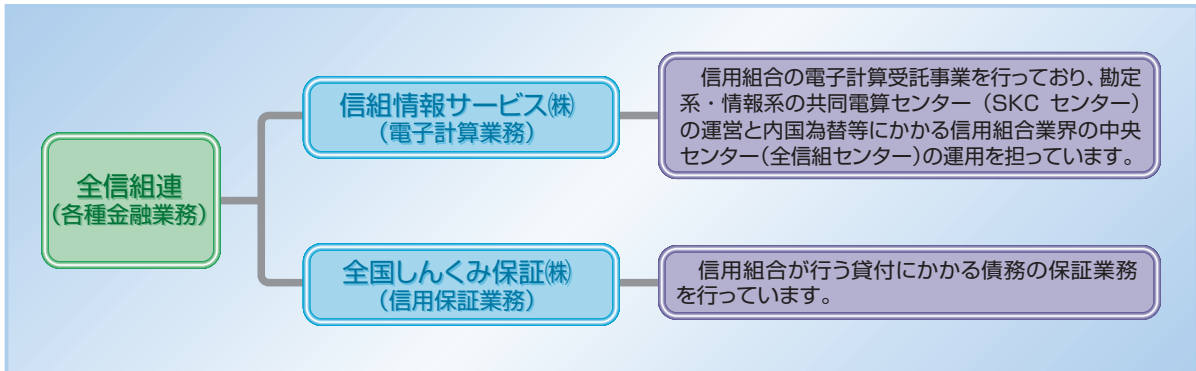 全信組連
(各種金融業務)
信組情報サービス㈱
(電子計算業務)
信用組合の電子計算受託事業を行っており、勘定
系・情報系の共同電算センター（SKC センター）
の運営と内国為替等にかかる信用組合業界の中央
センター(全信組センター)の運用を担っています。
全国しんくみ保証㈱
(信用保証業務)
信用組合が行う貸付にかかる債務の保証業務
を行っています。